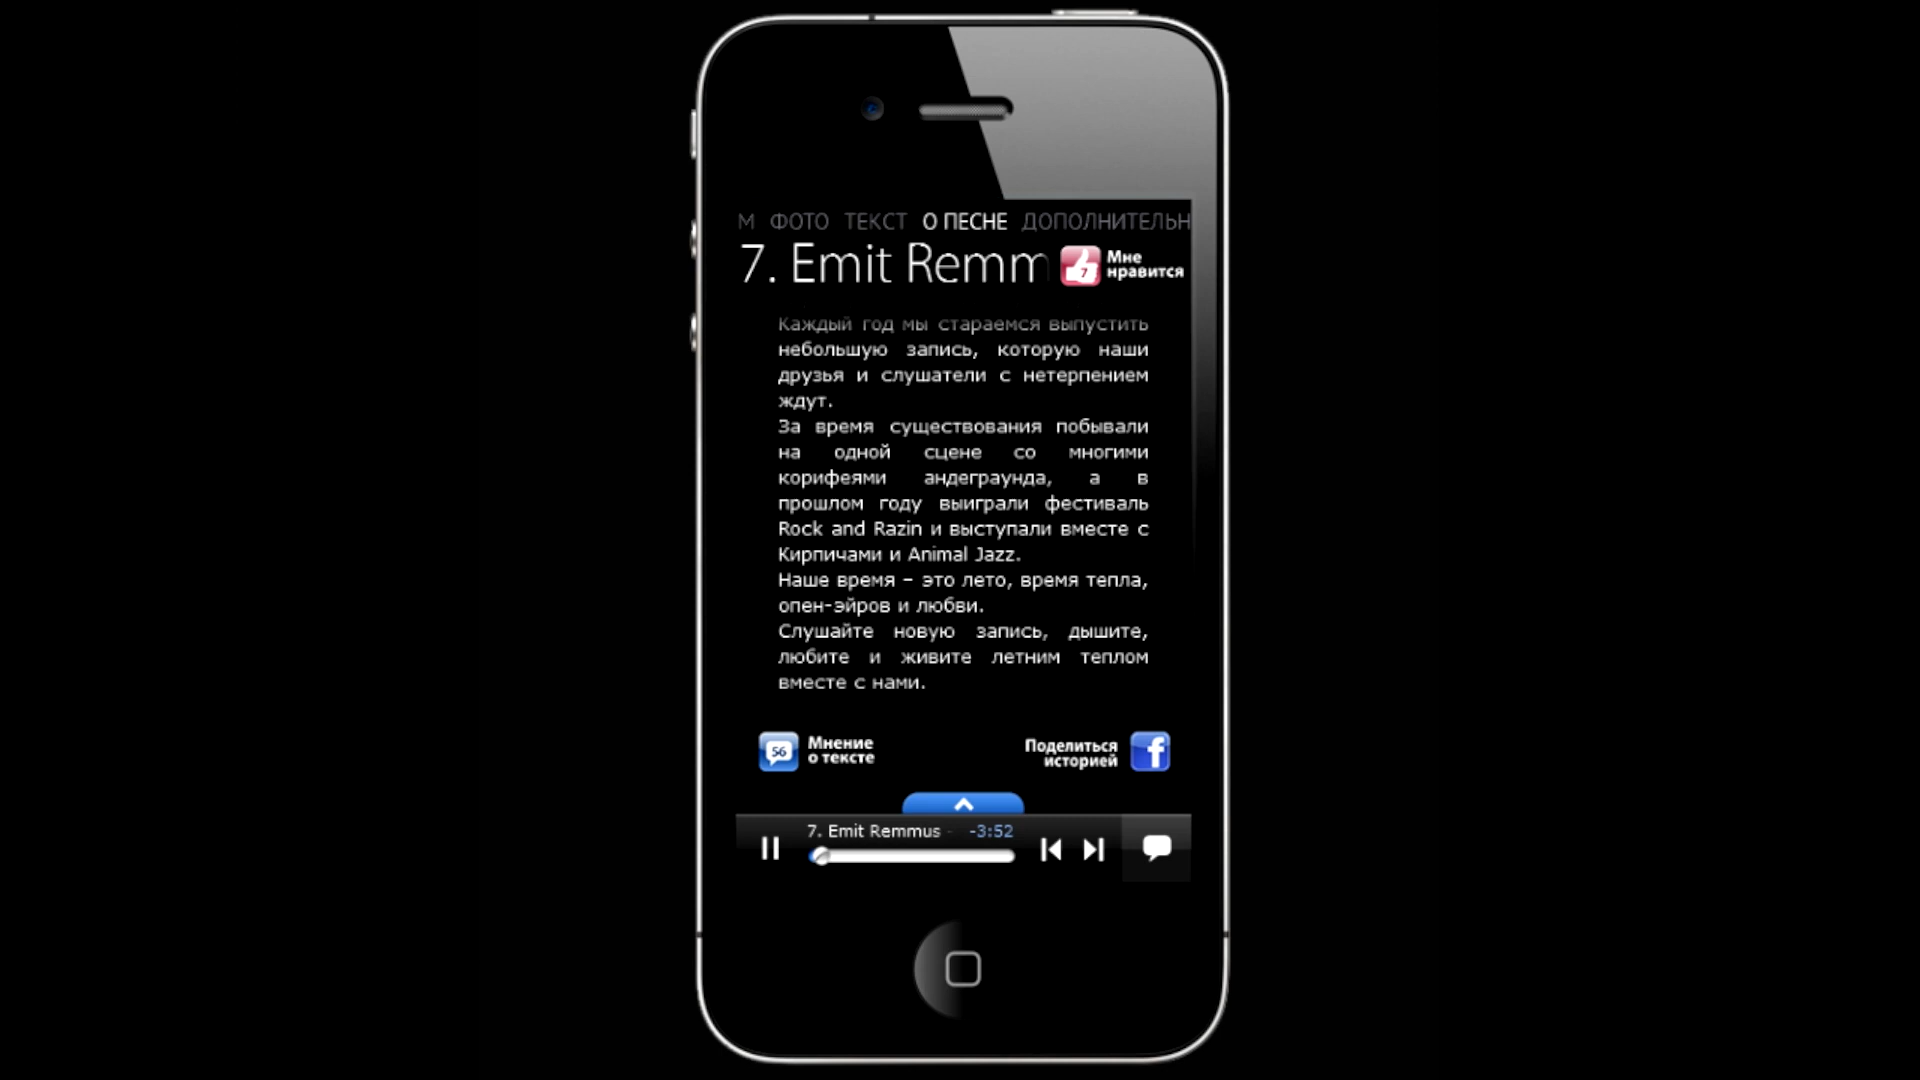 М ФОТО ТЕКСТ О ПЕСНЕ ДОПОЛНИТЕЛЬН
7. Emit Remm
7
Мне
нравится
Каждый год мы стараемся выпустить
небольшую запись, которую наши
друзья и слушатели с нетерпением
ждут.
За время существования побывали
на одной сцене со многими
корифеями андеграунда, а в
прошлом году выиграли фестиваль
Rock and Razin и выступали вместе с
Кирпичами и Animal Jazz.
Наше время – это лето, время тепла,
опен-эйров и любви.
Слушайте новую запись, дышите,
любите и живите летним теплом
вместе с нами.
56
Мнение
о тексте
Поделиться
историей
f
7. Emit Remmus - -3:52